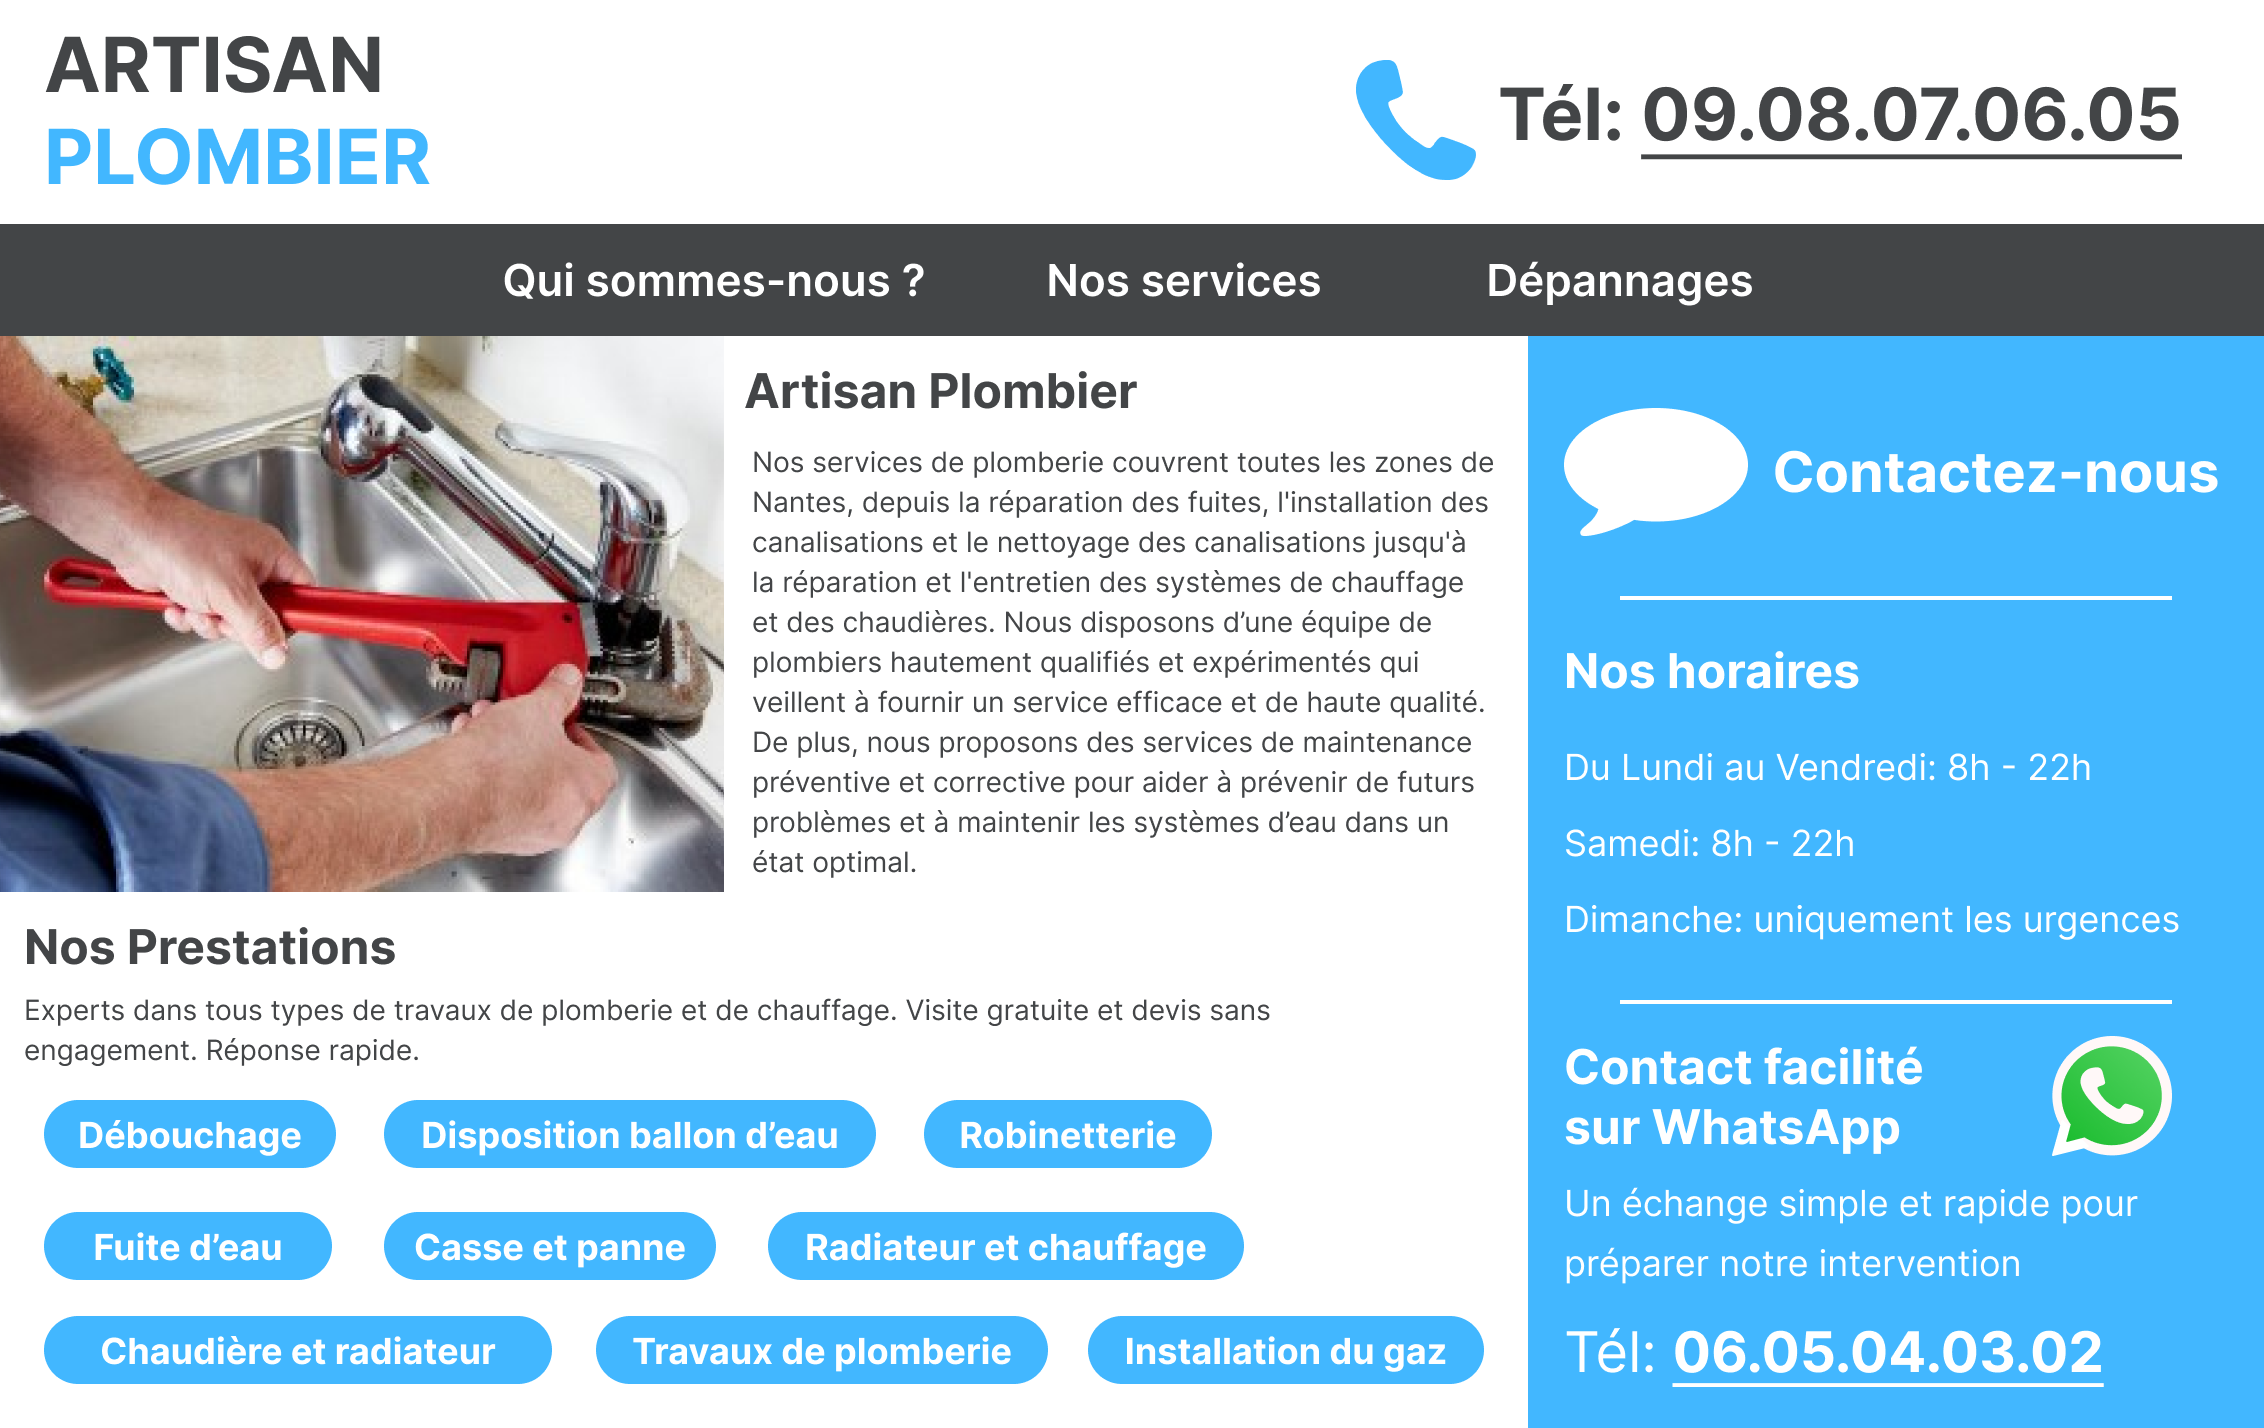 ARTISAN
PLOMBIER
Tél: 09.08.07.06.05
Qui sommes-nous ?
Nos services
Dépannages
Artisan Plombier
Nos services de plomberie couvrent toutes les zones de
Nantes, depuis la réparation des fuites, l'installation des
canalisations et le nettoyage des canalisations jusqu'à
la réparation et l'entretien des systèmes de chauffage
et des chaudières. Nous disposons d’une équipe de
plombiers hautement qualifiés et expérimentés qui
veillent à fournir un service efficace et de haute qualité.
De plus, nous proposons des services de maintenance
préventive et corrective pour aider à prévenir de futurs
problèmes et à maintenir les systèmes d’eau dans un
état optimal.
Nos Prestations
Experts dans tous types de travaux de plomberie et de chauffage. Visite gratuite et devis sans
engagement. Réponse rapide.
Débouchage
Disposition ballon d’eau
Robinetterie
Fuite d’eau
Casse et panne
Radiateur et chauffage
Chaudière et radiateur
Travaux de plomberie
Installation du gaz
Contactez-nous
Nos horaires
Du Lundi au Vendredi: 8h - 22h
Samedi: 8h - 22h
Dimanche: uniquement les urgences
Contact facilité
sur WhatsApp
Un échange simple et rapide pour
préparer notre intervention
Tél: 06.05.04.03.02